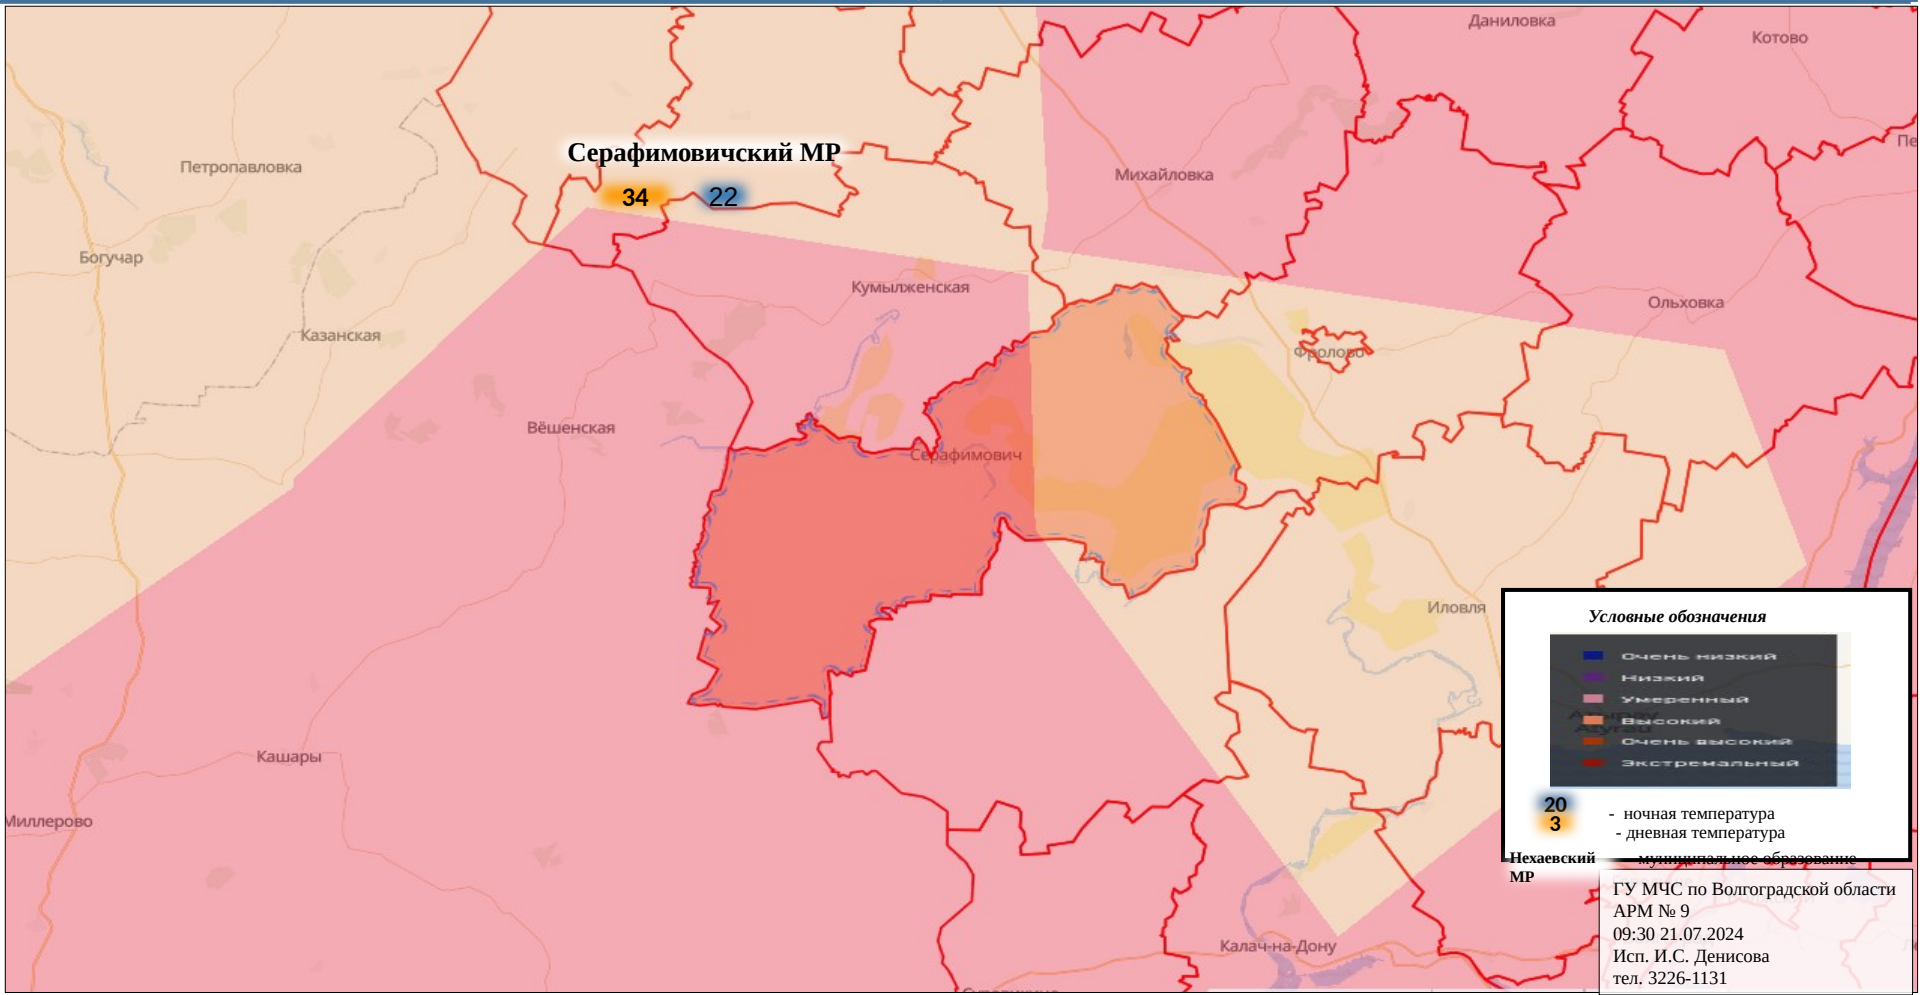 Даниловка
Котово
Серафимовичский МР
Петропавловка
Михайловка
34
22
Богучар
Кумылженская
Ольховка
Казанская
Фролово
Вёшенская
Серафимович
Иловля
Условные обозначения
Очень низкий
Низкий
Умеренный
Высокий
Очень высокий
Экстремальный
Atyrau
Кашары
Миллерово
20
- ночная температура
3
- дневная температура
Нехаевский
МР
муниципальное образование
ГУ МЧС по Волгоградской области
АРМ № 9
09:30 21.07.2024
Исп. И.С. Денисова
тел. 3226-1131
Калач-на-Дону